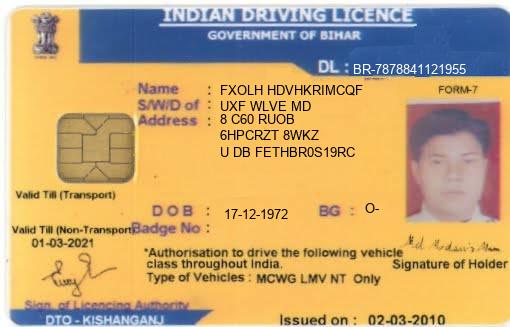 INDIAN DRIVING LICENCE
GOVERNMENT OF BIHAR
DL : BR-7878841121955
Name : FXOLH HDVHKRIMCQF FORM-7
S/W/D of : UXF WLVE MD
Address : 8 C60 RUOB
6HPCRZT 8WKZ
U DB FETHBR0S19RC
Valid Till (Transport)
DOB : 17-12-1972 BG : O-
Valid Till (Non-Transport) Badge No :
01-03-2021
*Authorisation to drive the following vehicle
class throughout India.
Signature of Holder
Type of Vehicles : MCWG LMV NT Only
Sign. of Licencing Authority
DTO - KISHANGANJ
Issued on : 02-03-2010